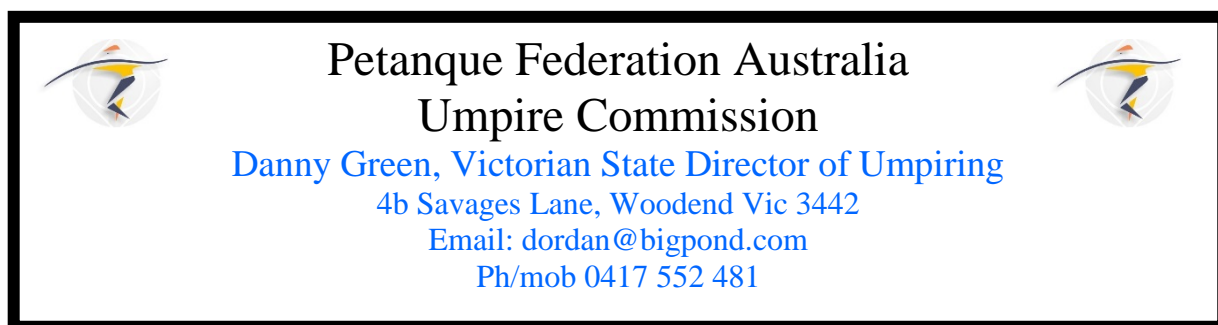 Petanque Federation Australia
Umpire Commission
Danny Green, Victorian State Director of Umpiring
4b Savages Lane, Woodend Vic 3442
Email: dordan@bigpond.com
Ph/mob 0417 552 481